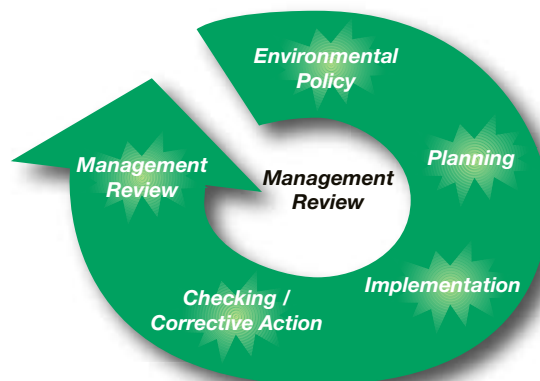 Environmental
Policy
Planning
Implementation
Checking /
Corrective Action
Management
Review
Management
Review